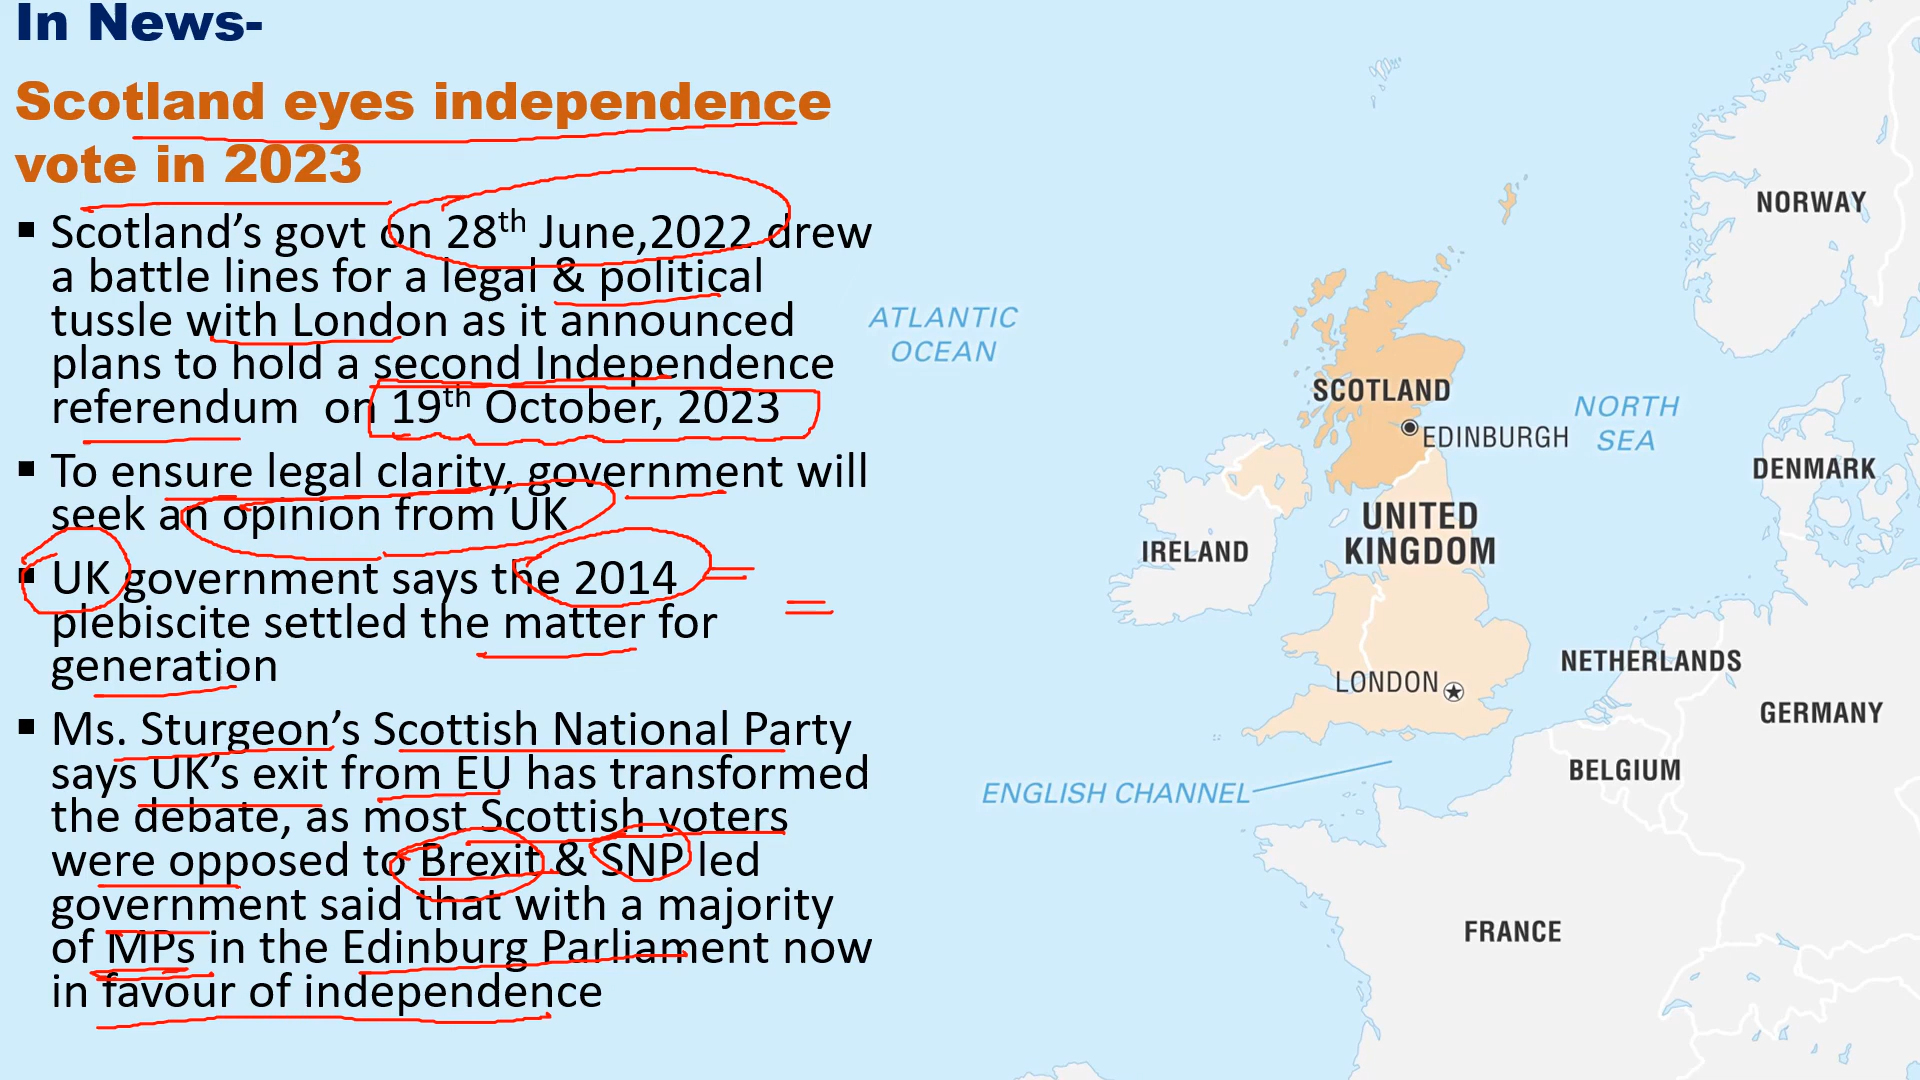 In News-
Scotland eyes independence
vote in 2023
▪ Scotland’s govt on 28th June,2022 drew
a battle lines for a legal & political
tussle with London as it announced
plans to hold a second Independence
referendum on 19th October, 2023
▪ To ensure legal clarity, government will
seek an opinion from UK
▪ UK government says the 2014
plebiscite settled the matter for
generation
▪ Ms. Sturgeon’s Scottish National Party
says UK’s exit from EU has transformed
the debate, as most Scottish voters
were opposed to Brexit & SNP led
government said that with a majority
of MPs in the Edinburg Parliament now
in favour of independence
NORWAY
ATLANTIC
OCEAN
SCOTLAND
NORTH
SEA
EDINBURGH
DENMARK
UNITED
KINGDOM
IRELAND
NETHERLANDS
LONDON
GERMANY
BELGIUM
ENGLISH CHANNEL
FRANCE